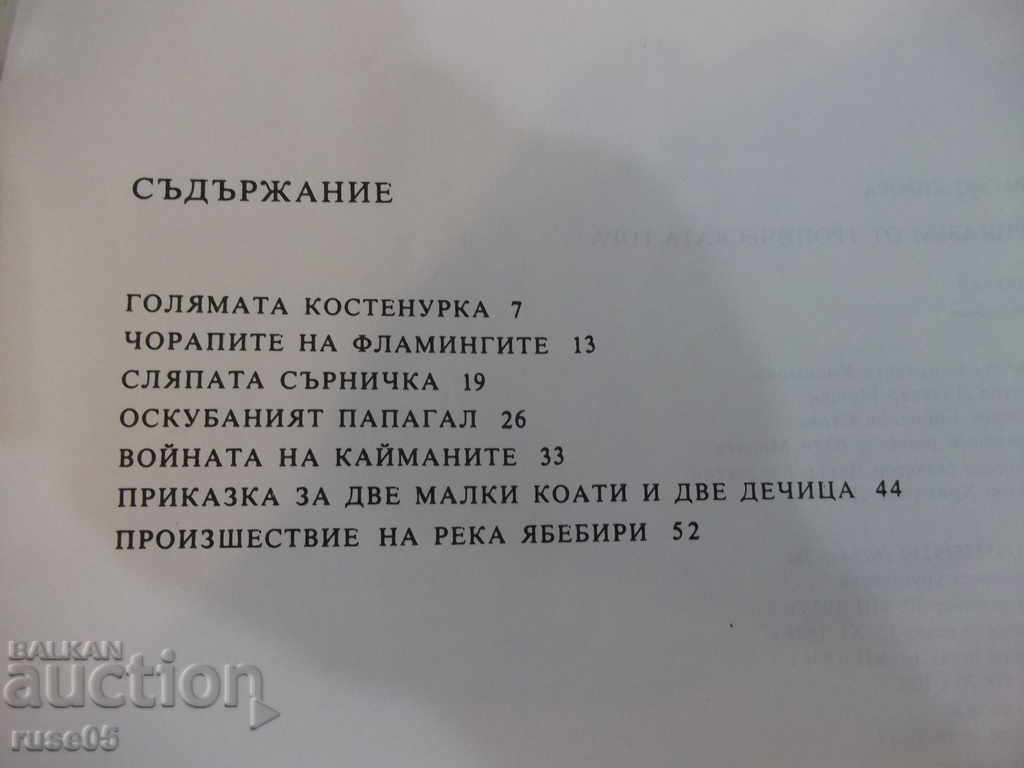 СЪДЪРЖАНИЕ
ГОЛЯМАТА КОСТЕНУРКА 7
ЧОРАПИТЕ НА ФЛАМИНГИТЕ 13
СЛЯПАТА СЪРНИЧКА 19
ОСКУБАНИЯТ ПАПАГАЛ 26
ВОЙНАТА НА КАЙМАНИТЕ 33
ПРИКАЗКА ЗА ДВЕ МАЛКИ КОАТИ И ДВЕ ДЕЧИЦА 44
ПРОИЗШЕСТВИЕ НА РЕКА ЯБЕБИРИ 52
BALKAN
auction
ruse05